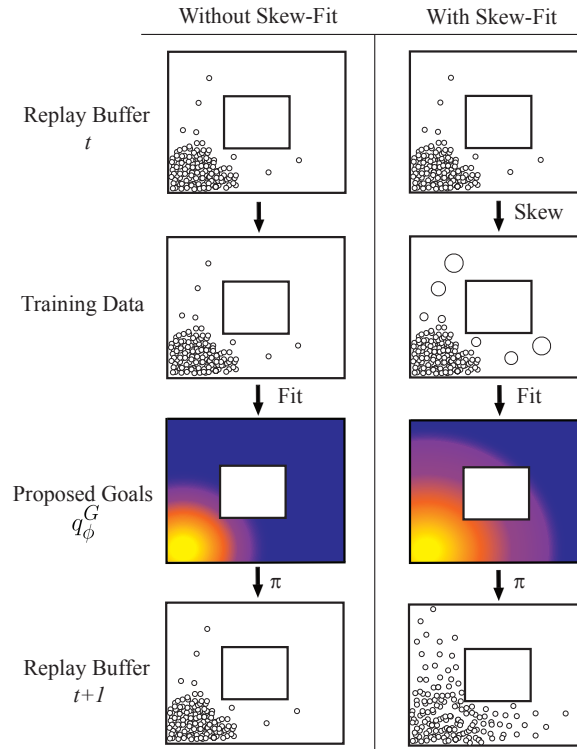 Without Skew-Fit
With Skew-Fit
Replay Buffer
t
Skew
Training Data
Fit
Fit
Proposed Goals
q_ϕ^G
π
π
Replay Buffer
t+1